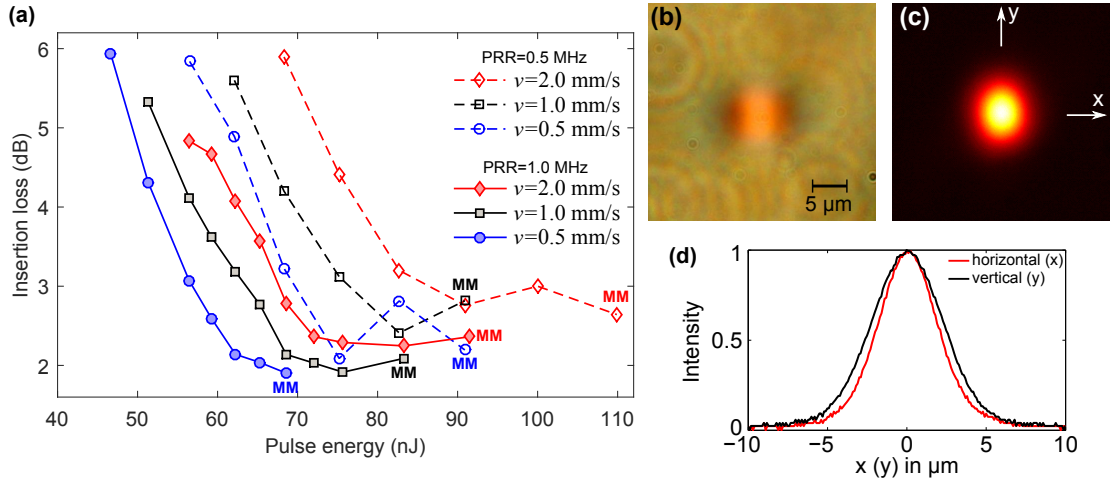 (a)
6
5
4
3
2
40
50
60
70
80
90
100
110
Insertion loss (dB)
Pulse energy (nJ)
PRR=0.5 MHz
v=2.0 mm/s
v=1.0 mm/s
v=0.5 mm/s
PRR=1.0 MHz
v=2.0 mm/s
v=1.0 mm/s
v=0.5 mm/s
MM
MM
MM
MM
MM
MM
(b)
5 µm
(c)
y
x
(d)
1
0.5
0
−10
−5
0
5
10
Intensity
x (y) in µm
horizontal (x)
vertical (y)